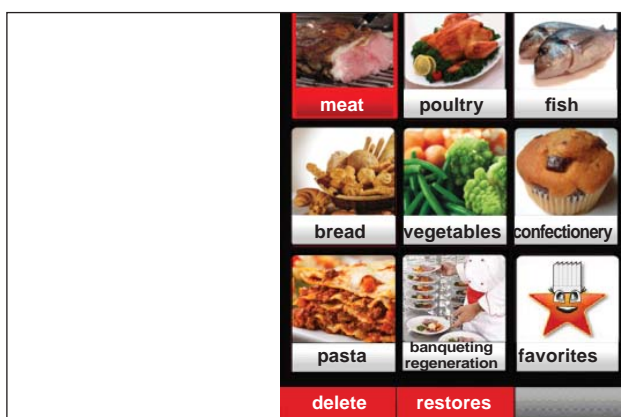 meat poultry fish
bread vegetables confectionery
pasta banqueting regeneration favorites
delete restores